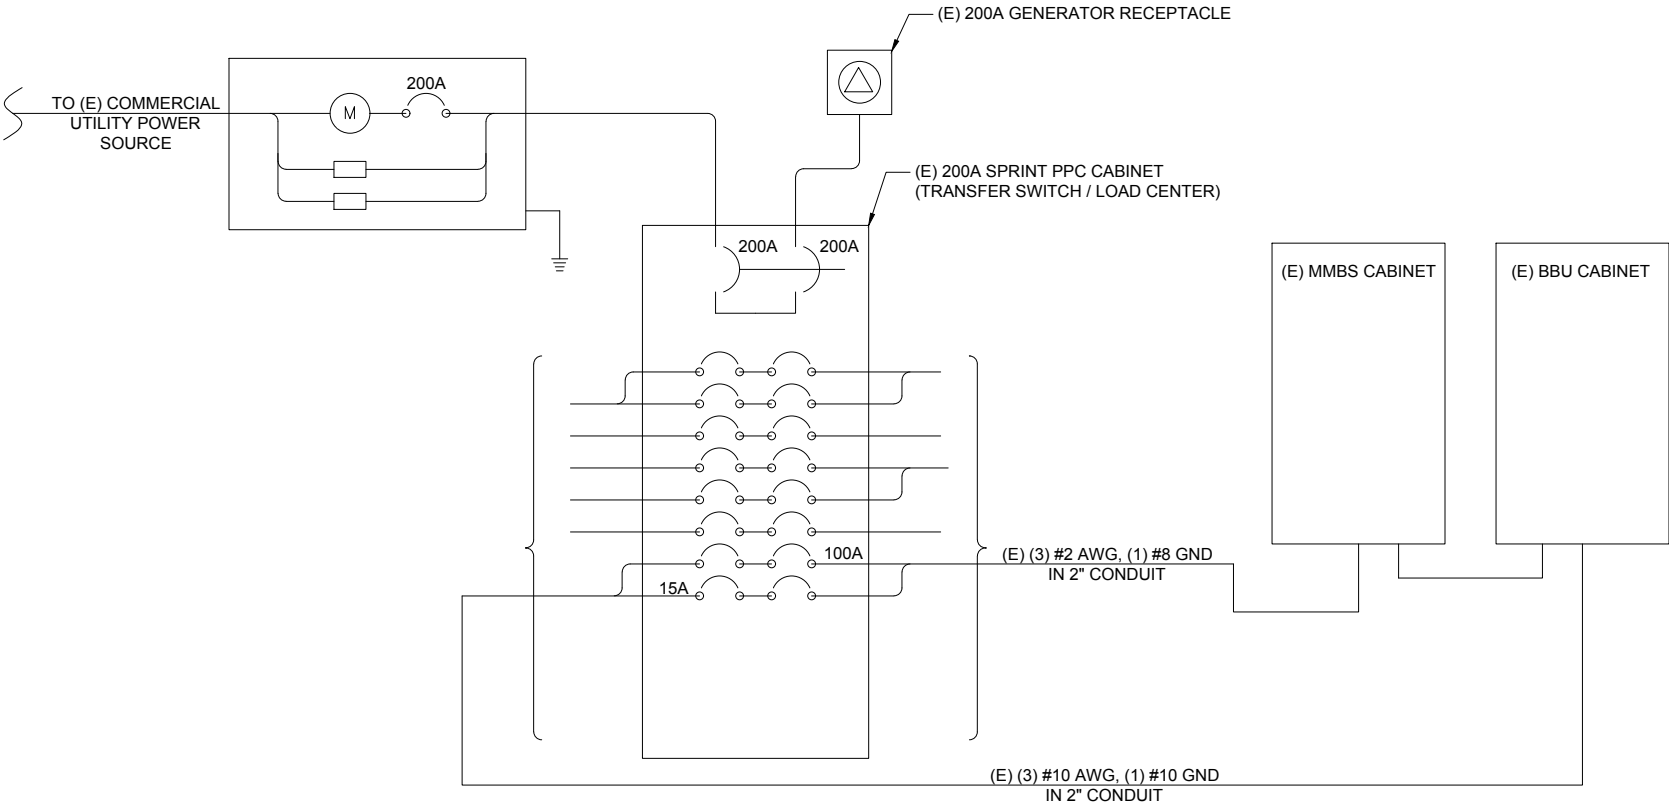 (E) 200A GENERATOR RECEPTACLE
200A
TO (E) COMMERCIAL
UTILITY POWER
SOURCE
M
(E) 200A SPRINT PPC CABINET
(TRANSFER SWITCH / LOAD CENTER)
200A
200A
(E) MMBS CABINET
(E) BBU CABINET
100A
(E) (3) #2 AWG, (1) #8 GND
IN 2" CONDUIT
15A
(E) (3) #10 AWG, (1) #10 GND
IN 2" CONDUIT